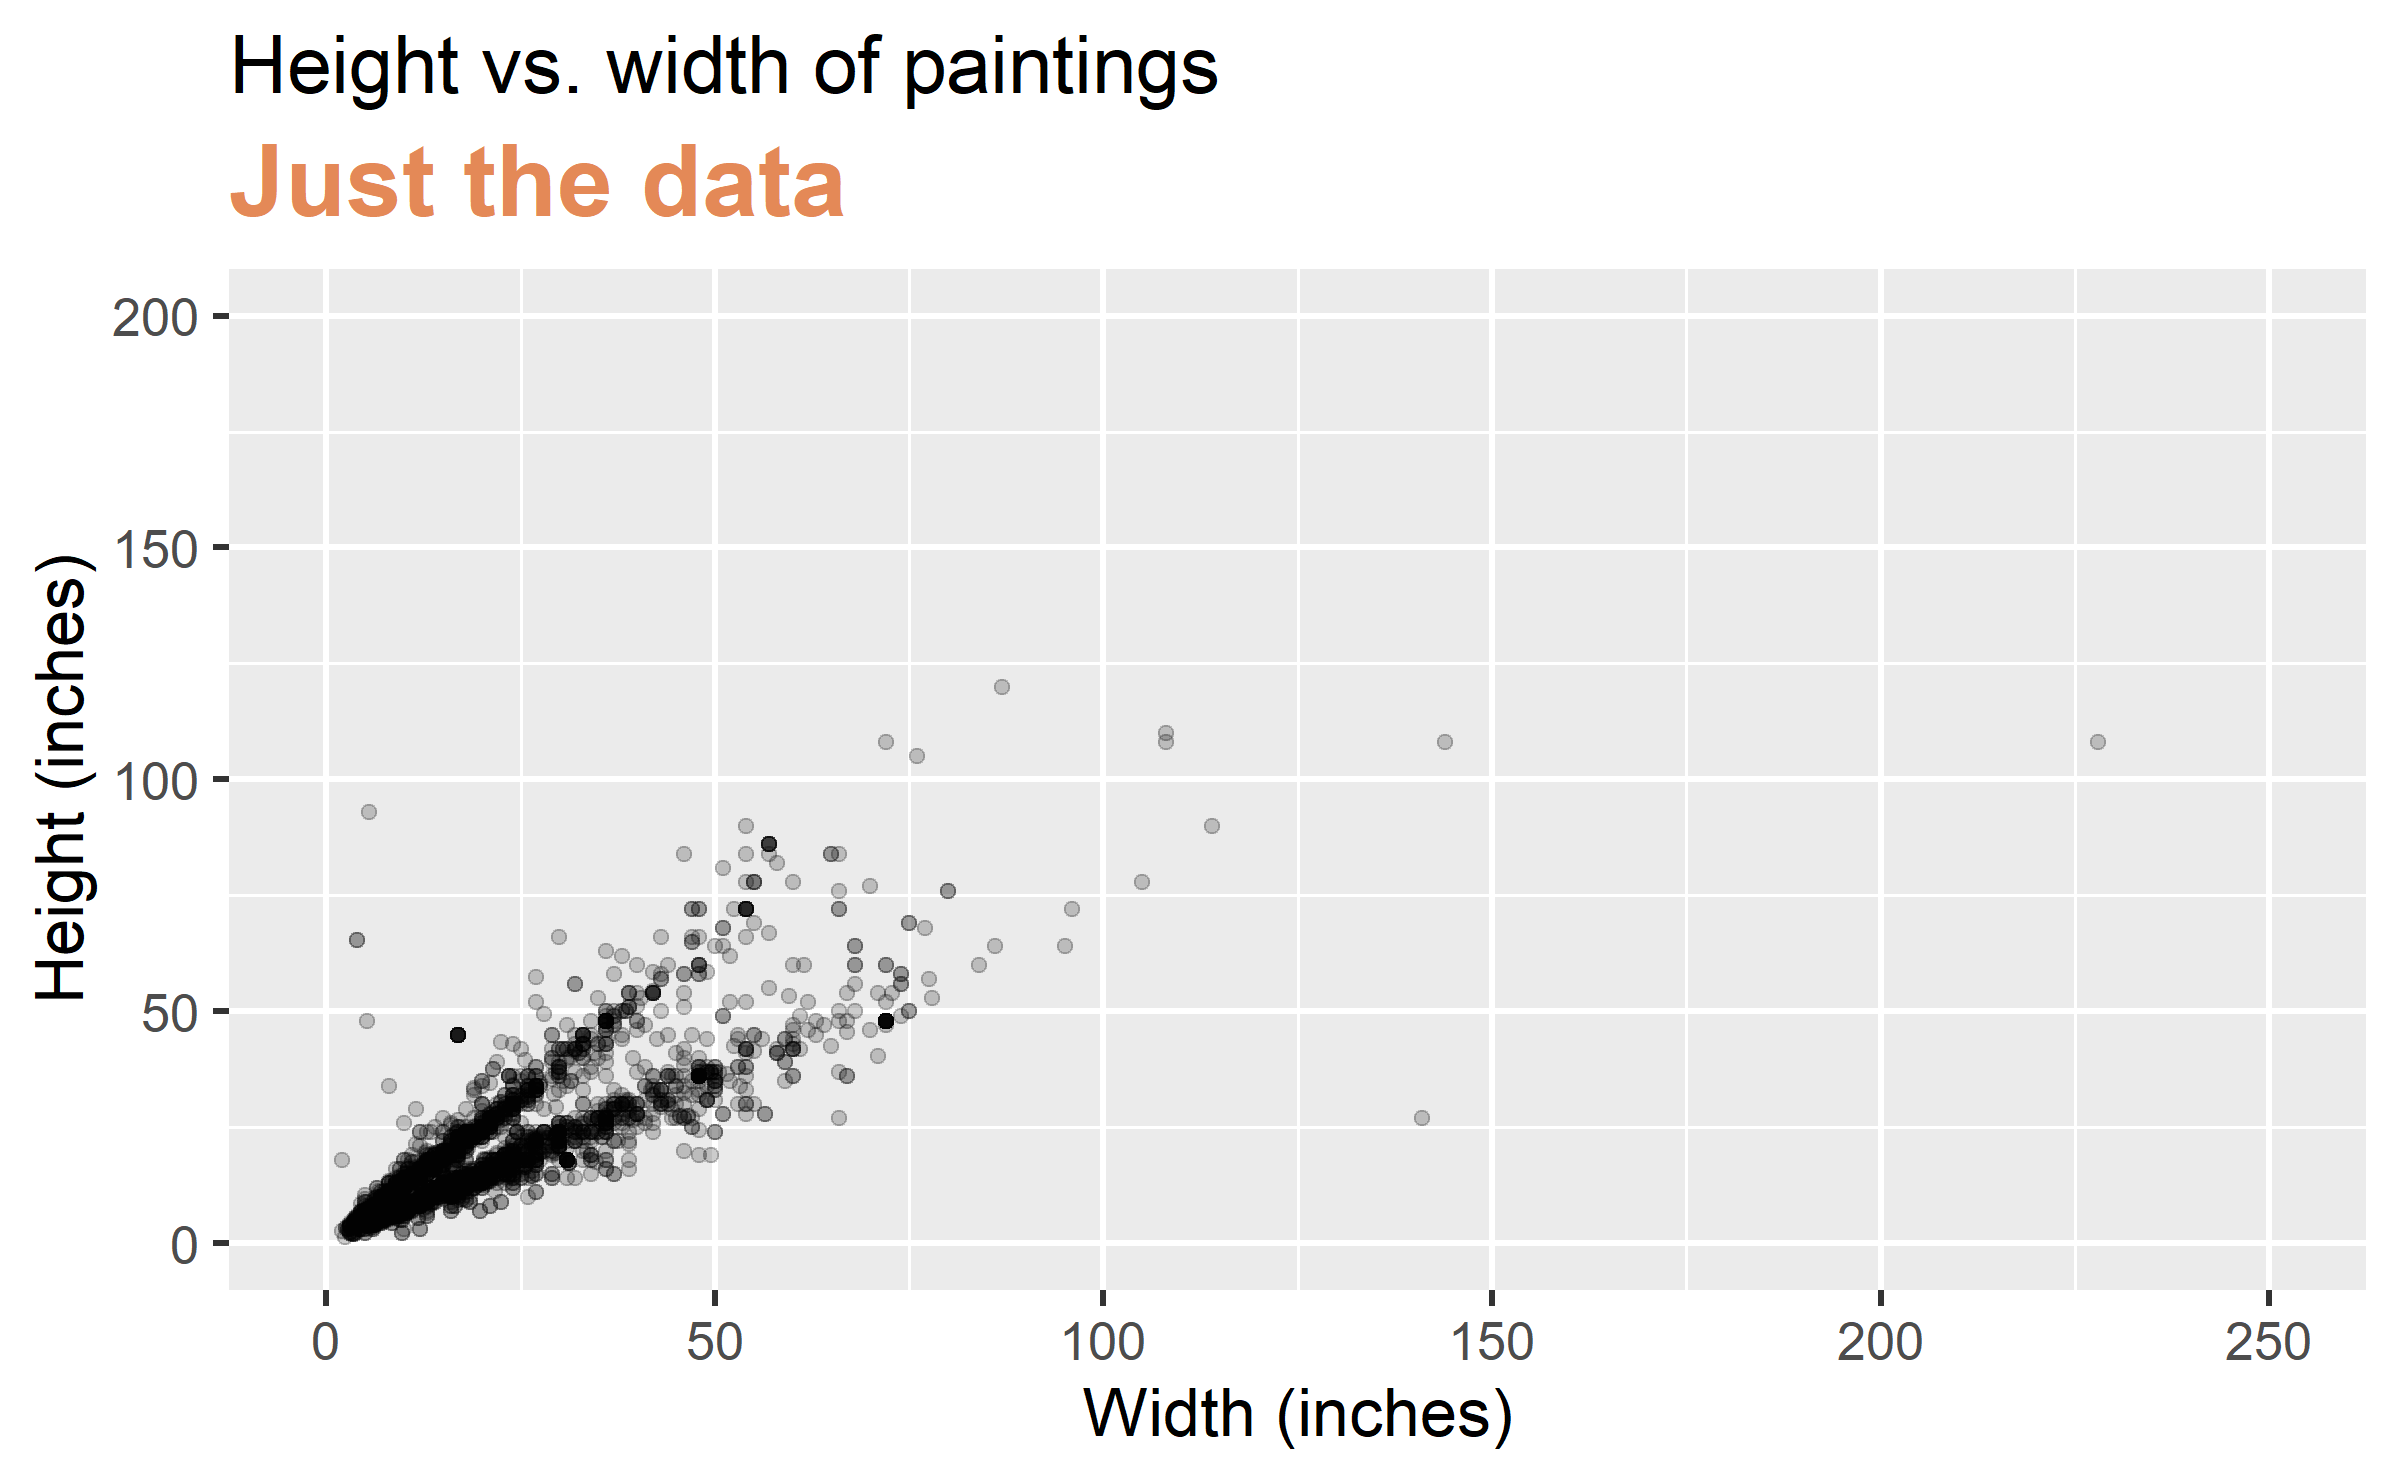 Height vs. width of paintings
Just the data
200
150
100
50
0
Height (inches)
0 50 100 150 200 250
Width (inches)